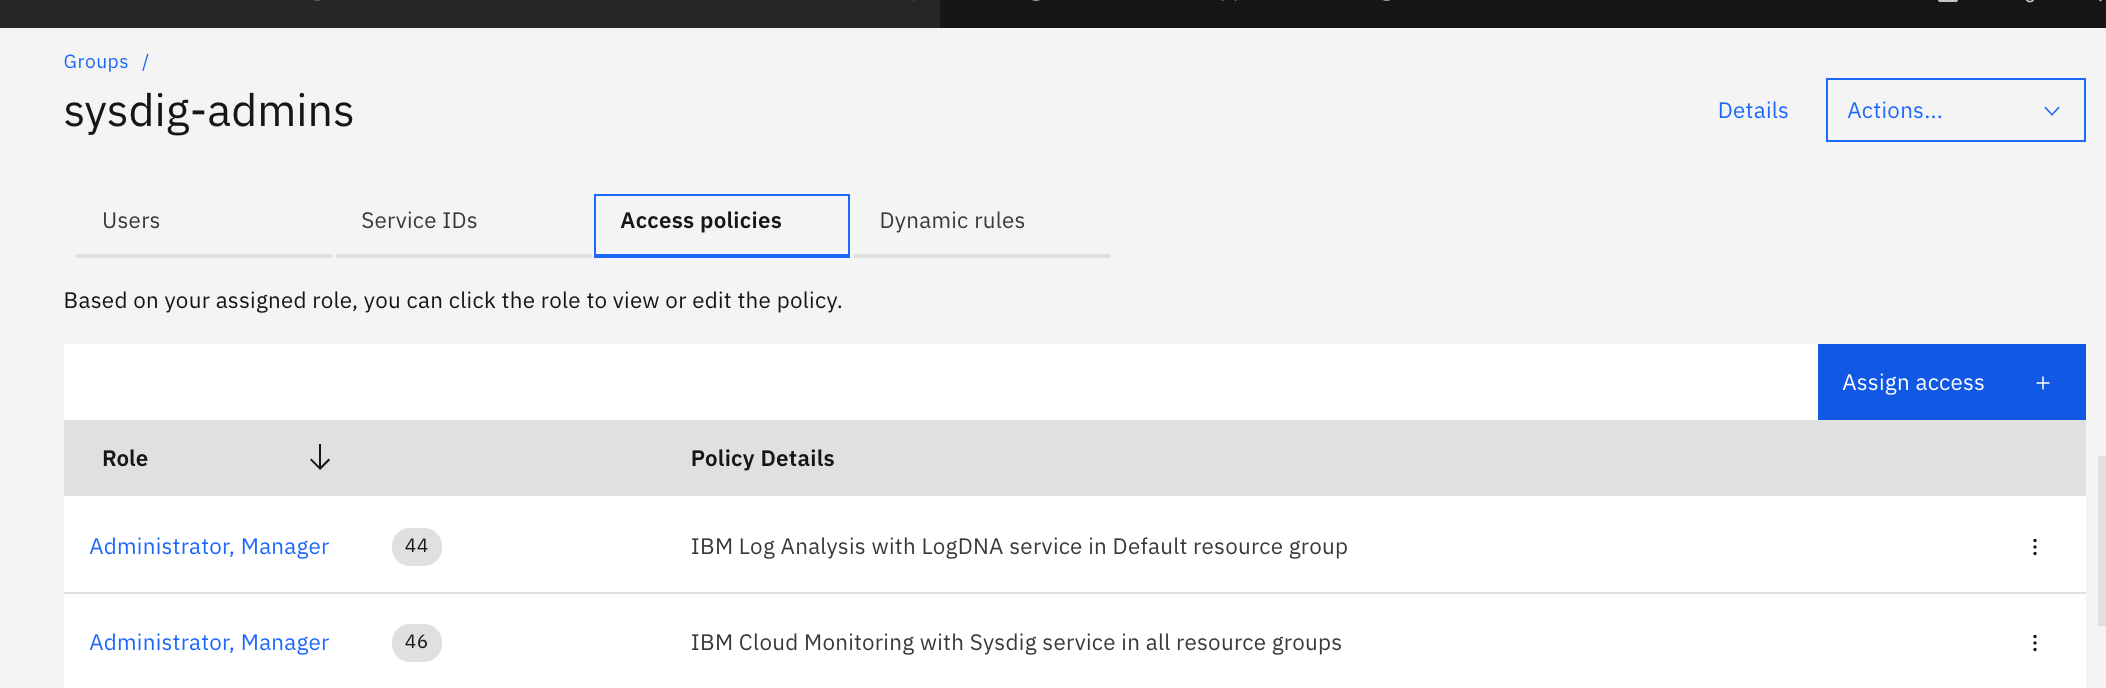 Groups /
sysdig-admins
Details
Actions...
Users
Service IDs
Access policies
Dynamic rules
Based on your assigned role, you can click the role to view or edit the policy.
Assign access +
Role
Policy Details
Administrator, Manager 44 IBM Log Analysis with LogDNA service in Default resource group
Administrator, Manager 46 IBM Cloud Monitoring with Sysdig service in all resource groups